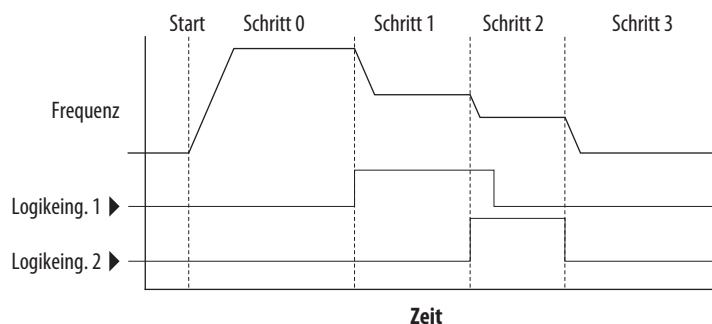 Start
Schritt 0
Schritt 1
Schritt 2
Schritt 3
Frequenz
Logikeing. 1
Logikeing. 2
Zeit